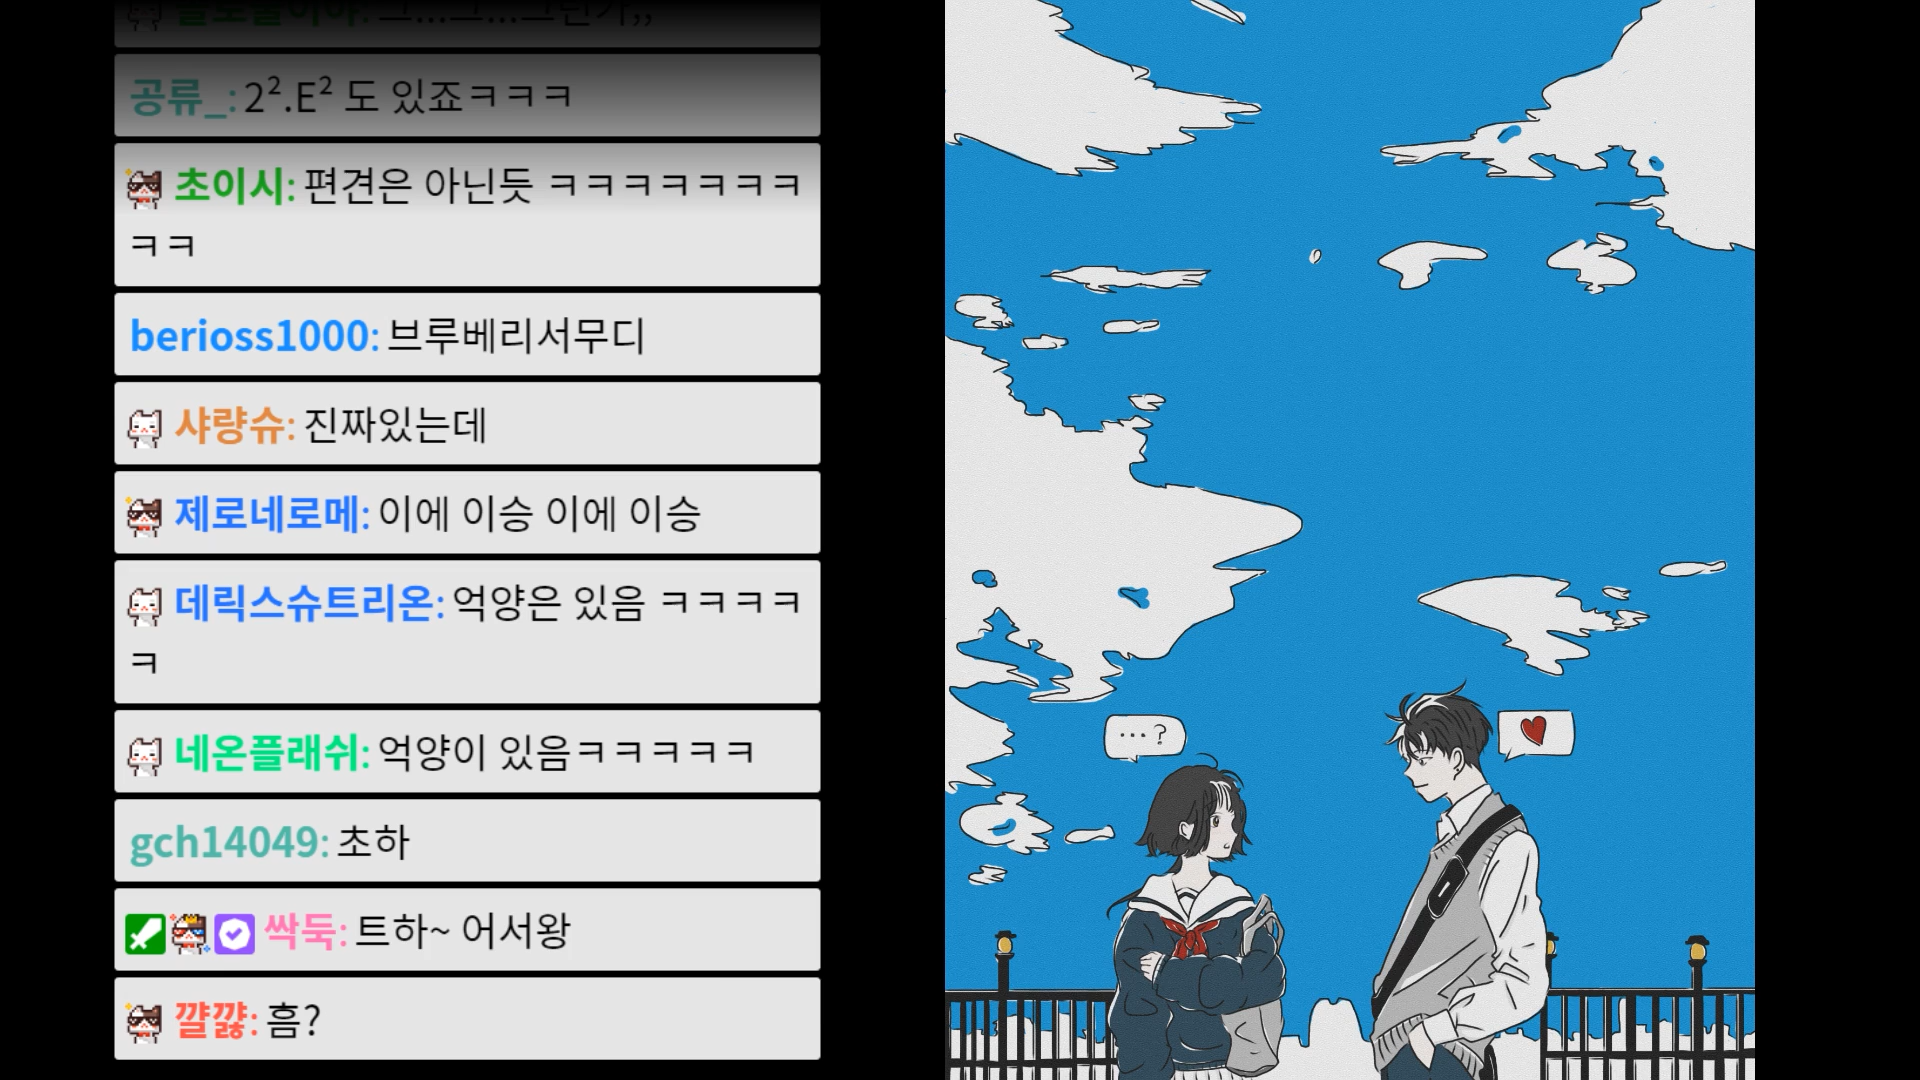 공류_: 2².E² 도 있죠ㅋㅋㅋ
초이시: 편견은 아닌듯 ㅋㅋㅋㅋㅋㅋㅋ
ㅋㅋ
berioss1000: 브루베리서무디
샤량슈: 진짜있는데
제로네로메: 이에 이승 이에 이승
데릭스슈트리온: 억양은 있음 ㅋㅋㅋㅋ
ㅋ
네온플래쉬: 억양이 있음ㅋㅋㅋㅋㅋ
gch14049: 초하
싹둑: 트하~ 어서왕
꺌꺓: 흠?
...?